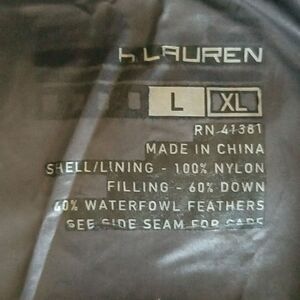 h LAUREN
L XL
RN 41381
MADE IN CHINA
SHELL/LINING - 100% NYLON
FILLING - 60% DOWN
40% WATERFOWL FEATHERS
SEE SIDE SEAM FOR CARE